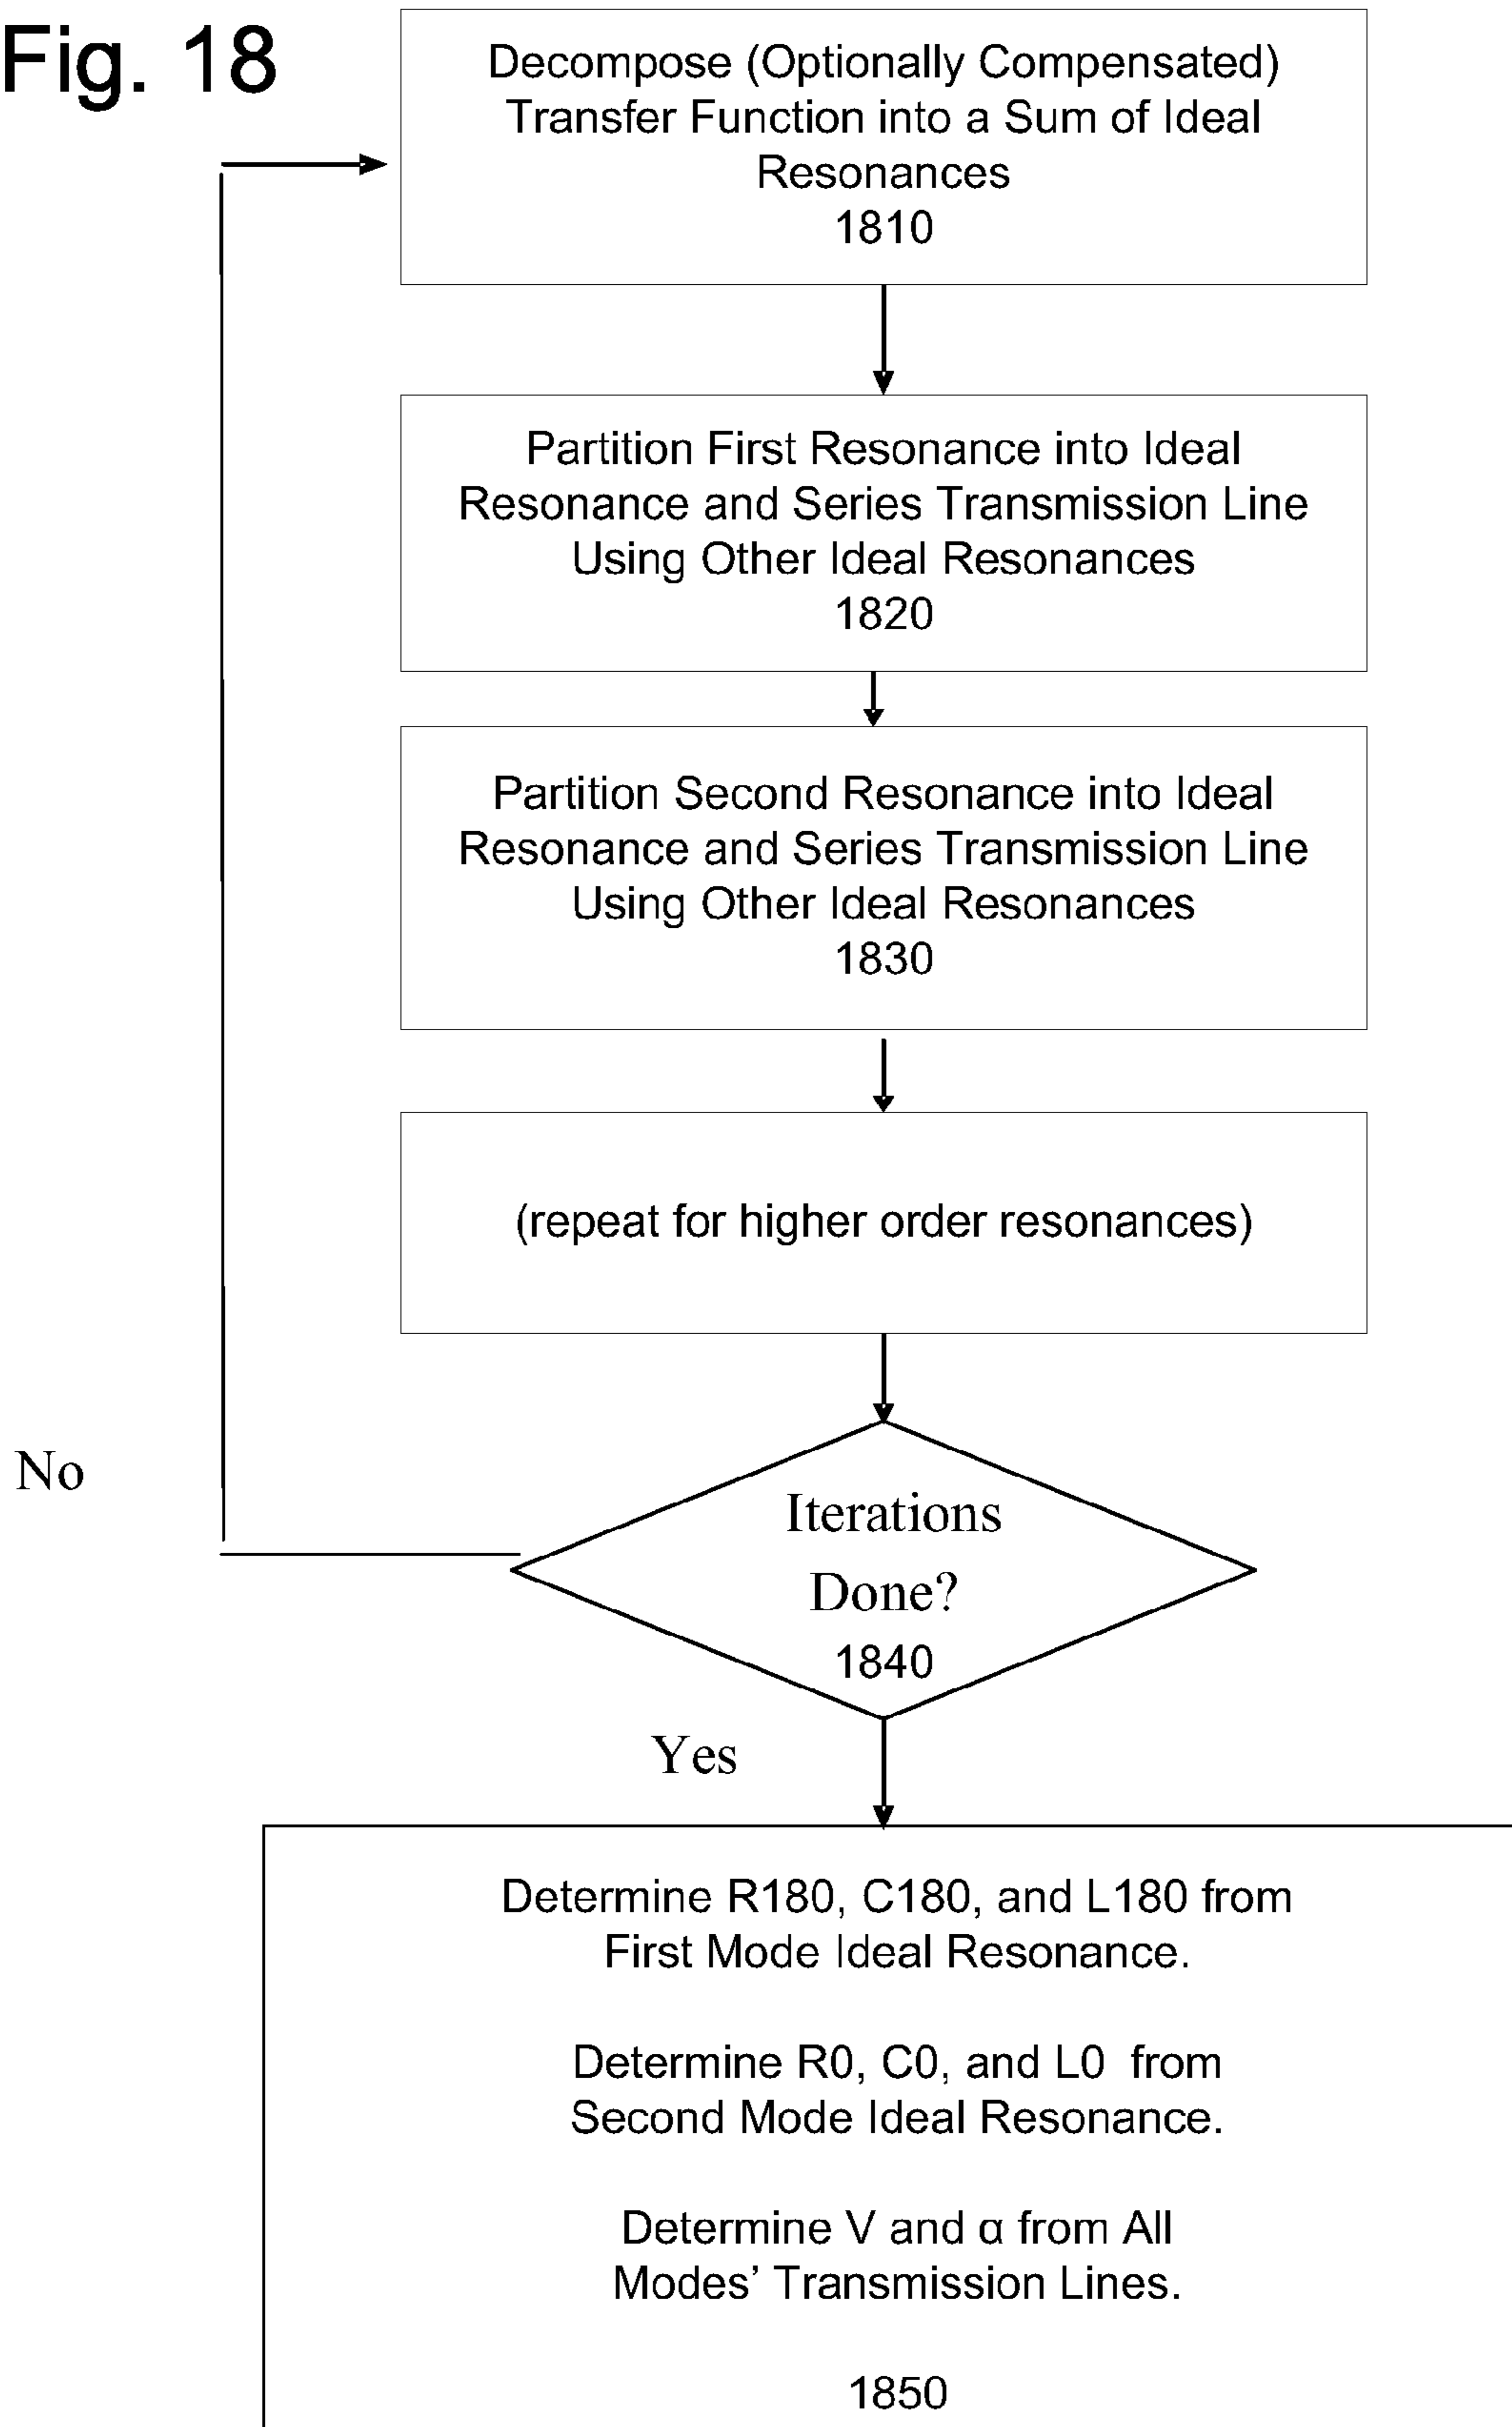 Fig. 18
Decompose (Optionally Compensated)
Transfer Function into a Sum of Ideal
Resonances
1810
Partition First Resonance into Ideal
Resonance and Series Transmission Line
Using Other Ideal Resonances
1820
Partition Second Resonance into Ideal
Resonance and Series Transmission Line
Using Other Ideal Resonances
1830
(repeat for higher order resonances)
No
Iterations
Done?
1840
Yes
Determine R180, C180, and L180 from
First Mode Ideal Resonance.
Determine R0, C0, and L0 from
Second Mode Ideal Resonance.
Determine V and α from All
Modes’ Transmission Lines.
1850